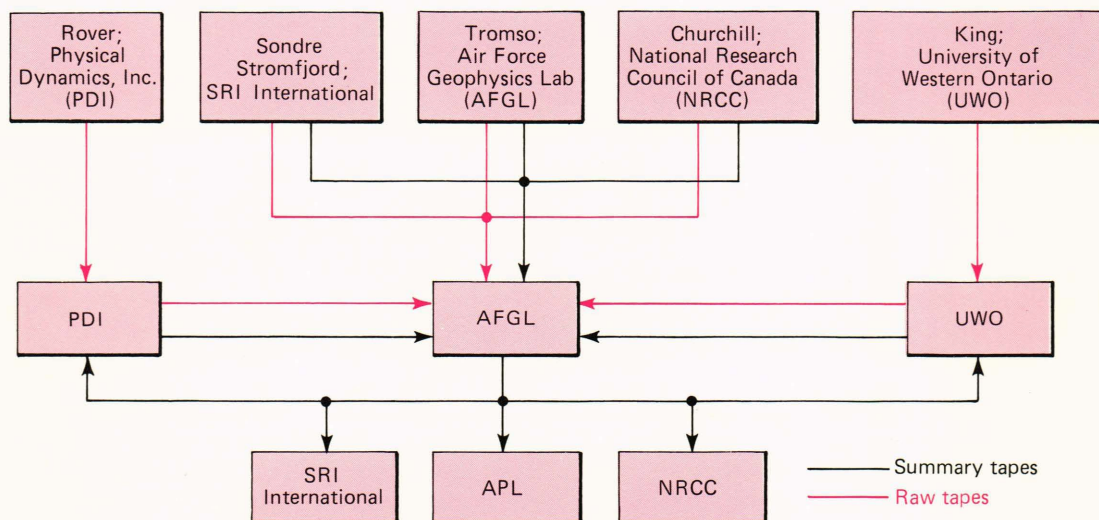 Rover;
Physical
Dynamics, Inc.
(PDI)
Sondre
Stromfjord;
SRI International
Tromso;
Air Force
Geophysics Lab
(AFGL)
Churchill;
National Research
Council of Canada
(NRCC)
King;
University of
Western Ontario
(UWO)
PDI
AFGL
UWO
SRI
International
APL
NRCC
Summary tapes
Raw tapes